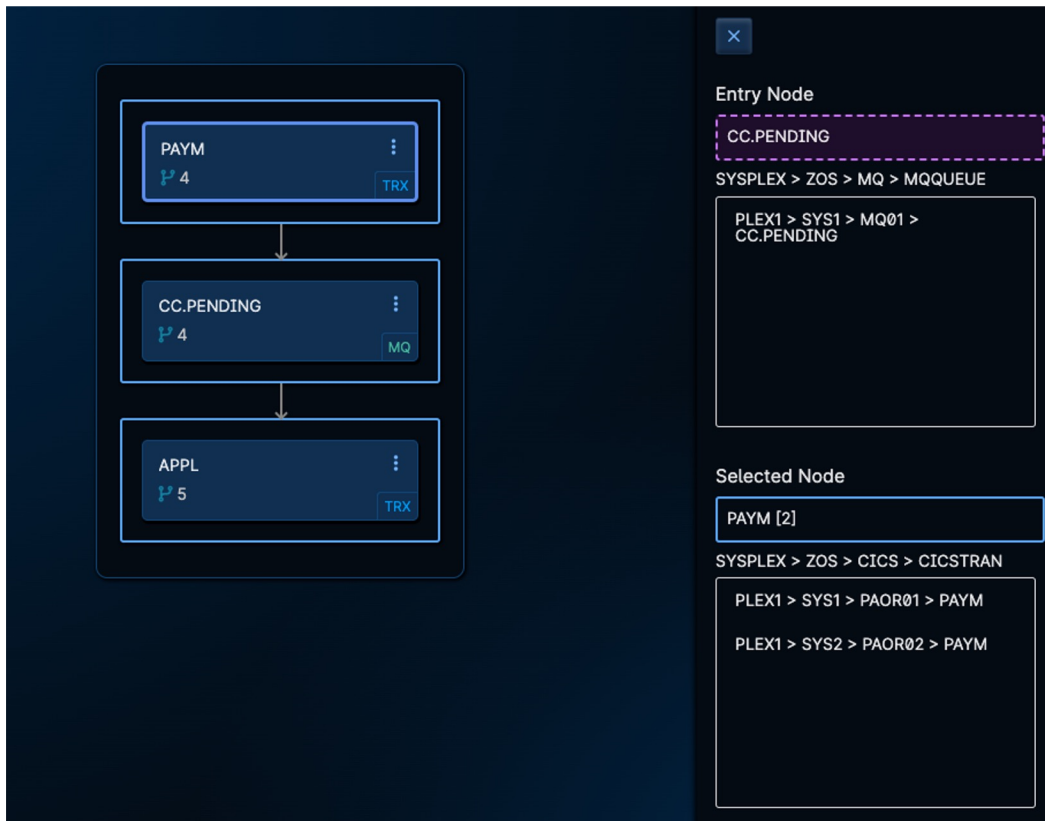 PAYM
4
TRX
CC.PENDING
4
MQ
APPL
5
TRX
Entry Node
CC.PENDING
SYSPLEX > ZOS > MQ > MQQUEUE
PLEX1 > SYS1 > MQ01 >
CC.PENDING
Selected Node
PAYM [2]
SYSPLEX > ZOS > CICS > CICSTRAN
PLEX1 > SYS1 > PAOR01 > PAYM
PLEX1 > SYS2 > PAOR02 > PAYM